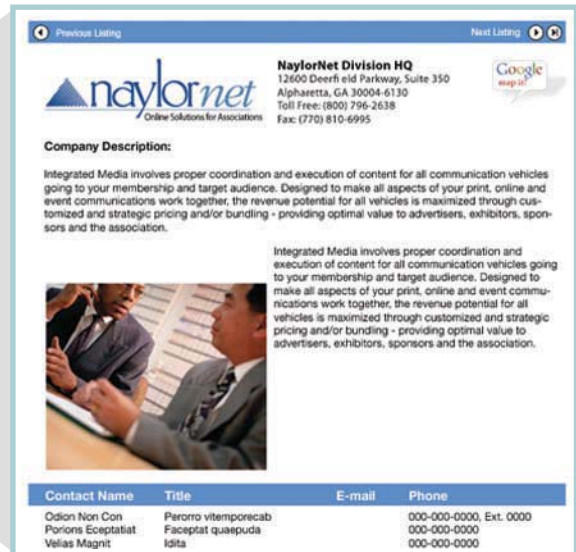 Previous Listing
Next Listing
naylornet
Online Solutions for Associations
NaylorNet Division HQ
12600 Deerfi eld Parkway, Suite 350
Alpharetta, GA 30004-6130
Toll Free: (800) 796-2638
Fax: (770) 810-6995
Google
map it!
Company Description:
Integrated Media involves proper coordination and execution of content for all communication vehicles
going to your membership and target audience. Designed to make all aspects of your print, online and
event communications work together, the revenue potential for all vehicles is maximized through cus-
tomized and strategic pricing and/or bundling - providing optimal value to advertisers, exhibitors, spon-
sors and the association.
Integrated Media involves proper coordination and
execution of content for all communication vehicles going
to your membership and target audience. Designed to
make all aspects of your print, online and event commu-
nications work together, the revenue potential for all
vehicles is maximized through customized and strategic
pricing and/or bundling - providing optimal value to
advertisers, exhibitors, sponsors and the association.
Contact Name Title E-mail Phone
Odion Non Con Perorro vitemporecab 000-000-0000, Ext. 0000
Porions Eceptatiat Faceptat quaepuda 000-000-0000
Velias Magnit Idita 000-000-0000